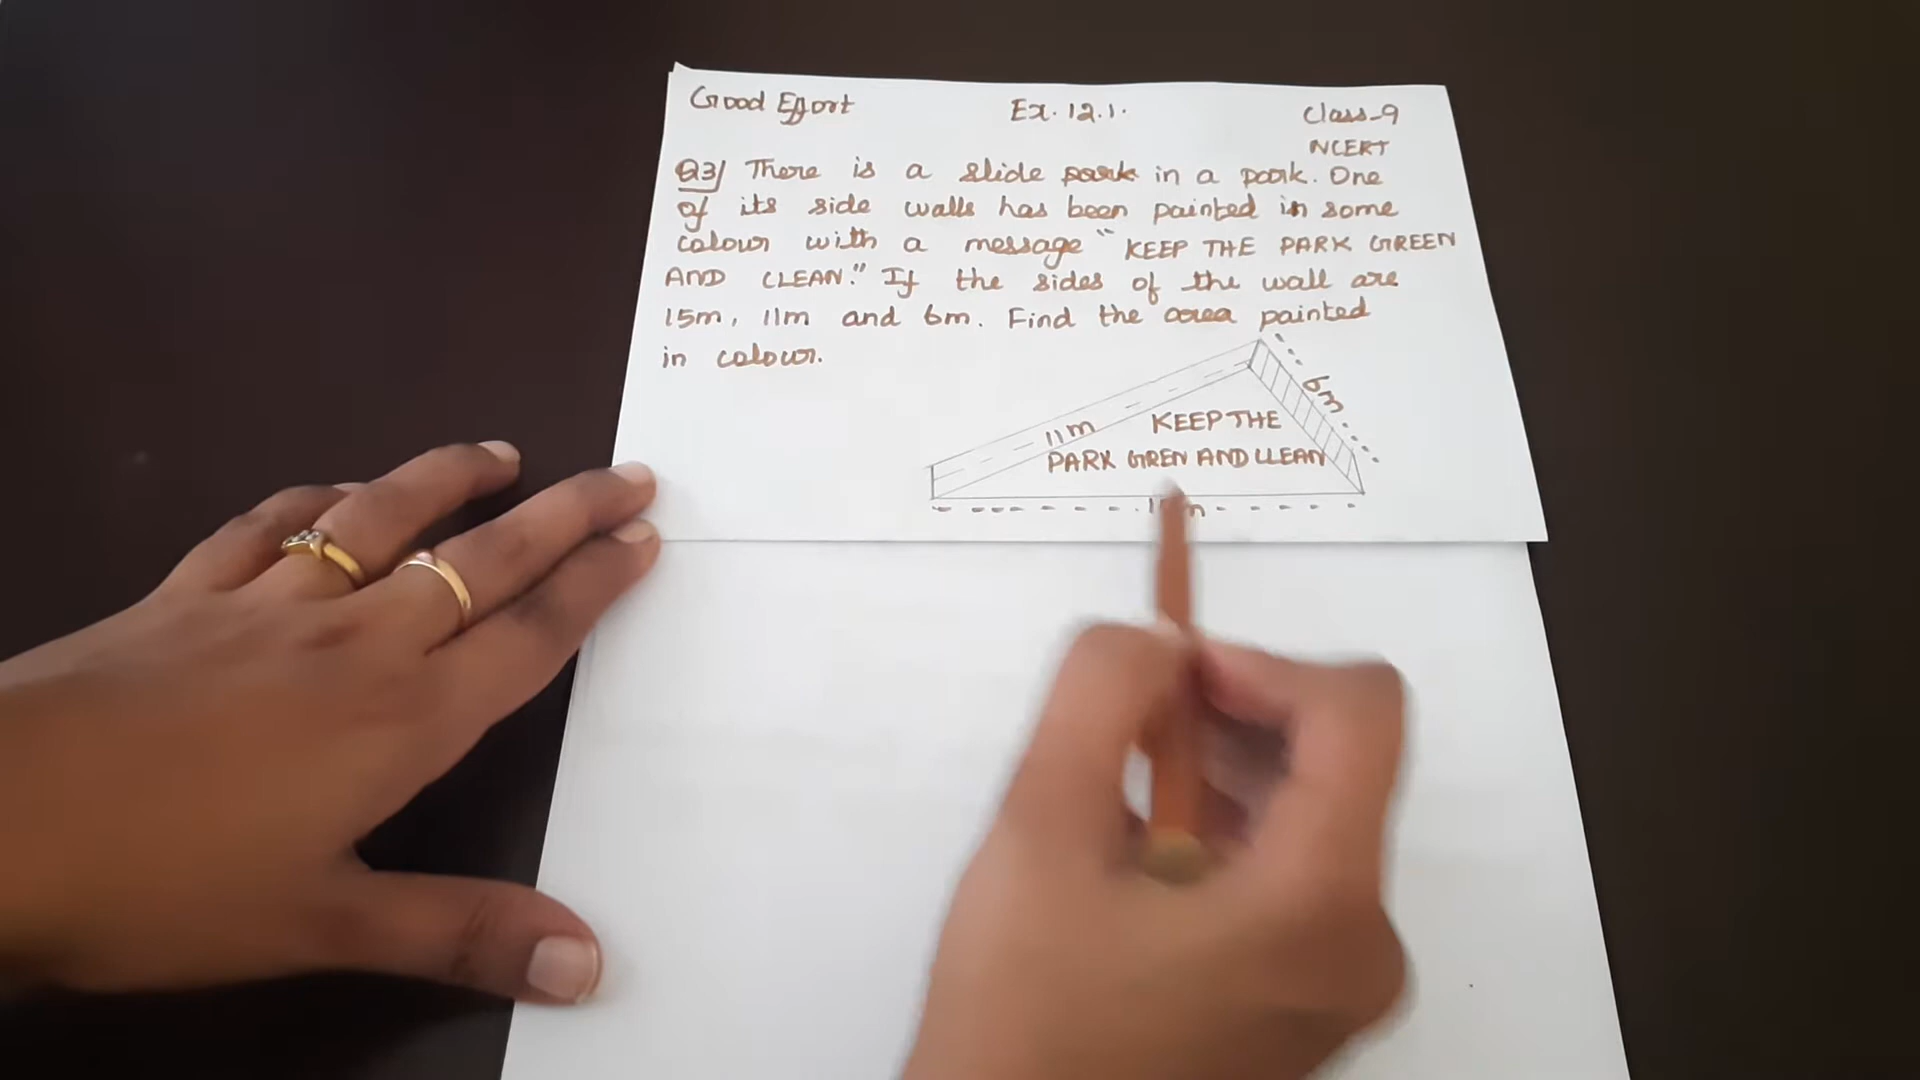 Good Effort Ex. 12.1. Class-9
NCERT
Q3/ There is a slide park in a park. One
of its side walls has been painted in some
colour with a message "KEEP THE PARK GREEN
AND CLEAN." If the sides of the wall are
15m, 11m and 6m. Find the area painted
in colour.
6m
11m KEEP THE
PARK GREN AND CLEAN